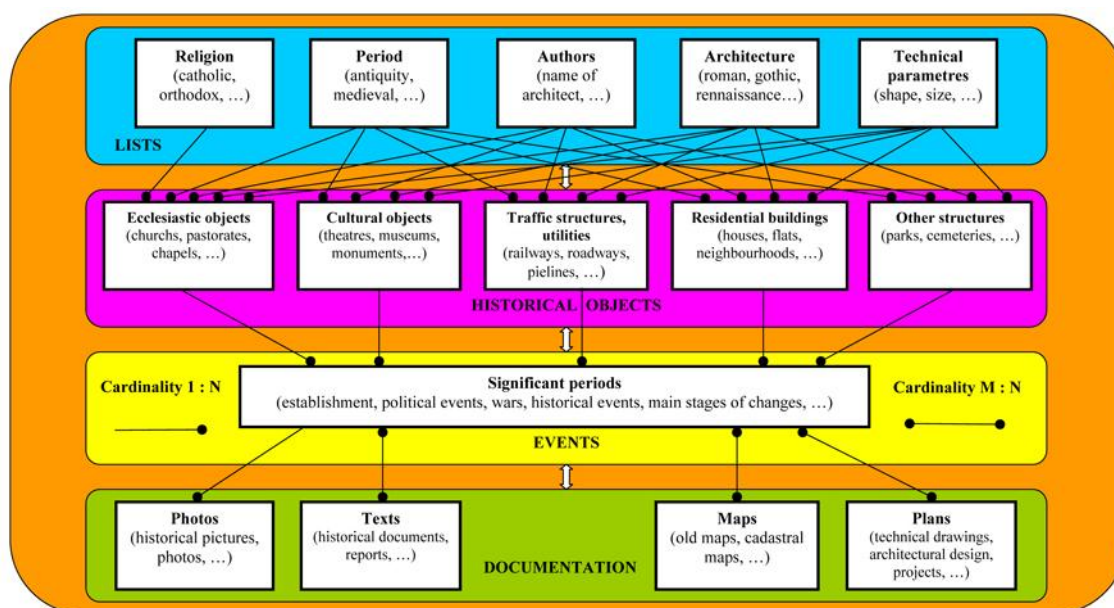 Religion
(catholic,
orthodox, …)
Period
(antiquity,
medieval, …)
Authors
(name of
architect, …)
Architecture
(roman, gothic,
rennaissance…)
Technical
parametres
(shape, size, …)
LISTS
Ecclesiastic objects
(churchs, pastorates,
chapels, …)
Cultural objects
(theatres, museums,
monuments,…)
Traffic structures,
utilities
(railways, roadways,
pielines, …)
Residential buildings
(houses, flats,
neighbourhoods, …)
Other structures
(parks, cemeteries, …)
HISTORICAL OBJECTS
Cardinality 1 : N
Significant periods
(establishment, political events, wars, historical events, main stages of changes, …)
Cardinality M : N
EVENTS
Photos
(historical pictures,
photos, …)
Texts
(historical documents,
reports, …)
Maps
(old maps, cadastral
maps, …)
Plans
(technical drawings,
architectural design,
projects, …)
DOCUMENTATION